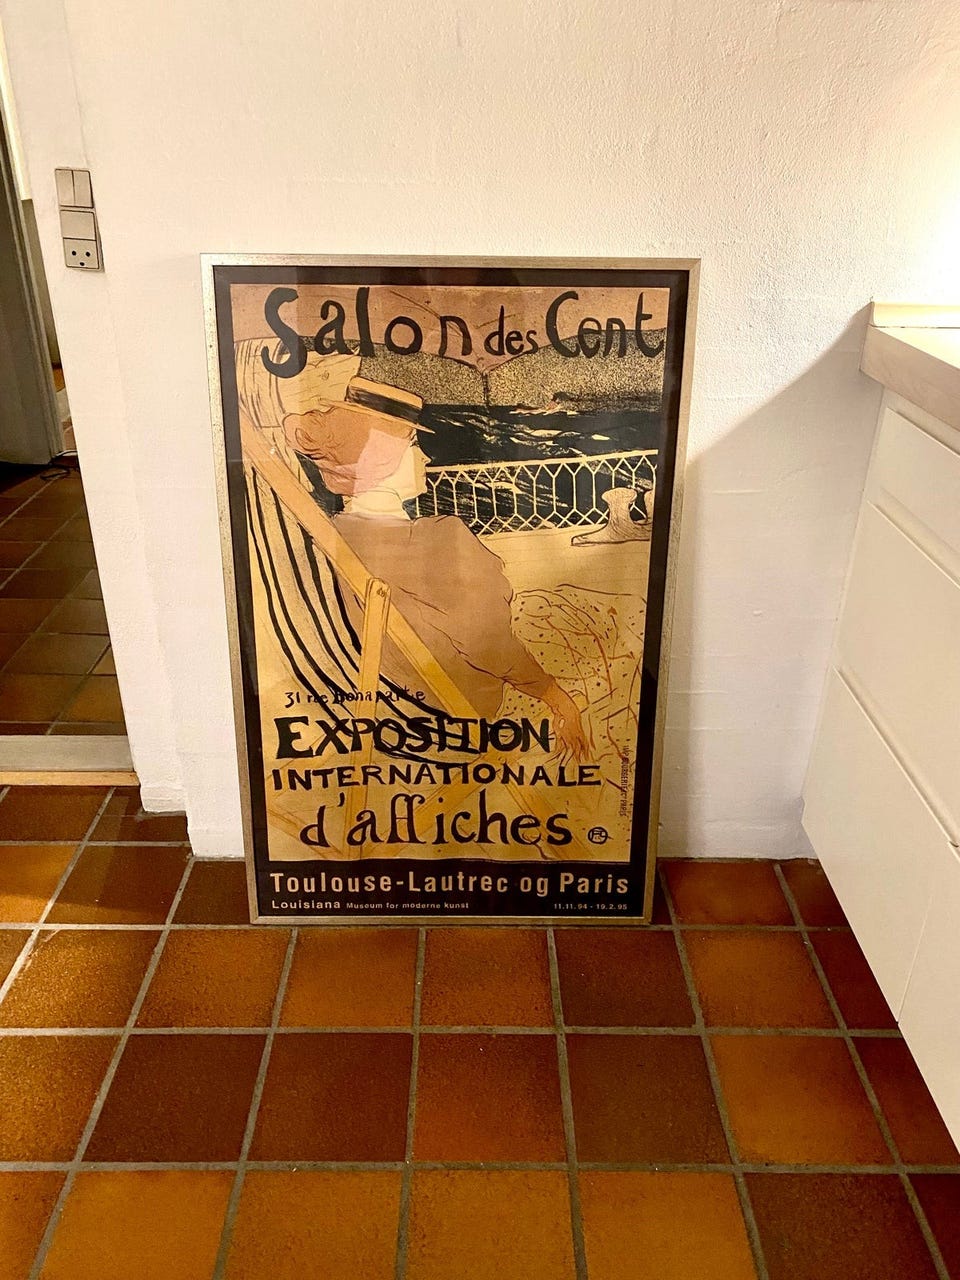 Salon des Cent
31 rue Bonaparte
EXPOSITION
INTERNATIONALE
d'affiches
Toulouse-Lautrec og Paris
Louisiana Museum for moderne kunst 11.11.94 - 19.2.95